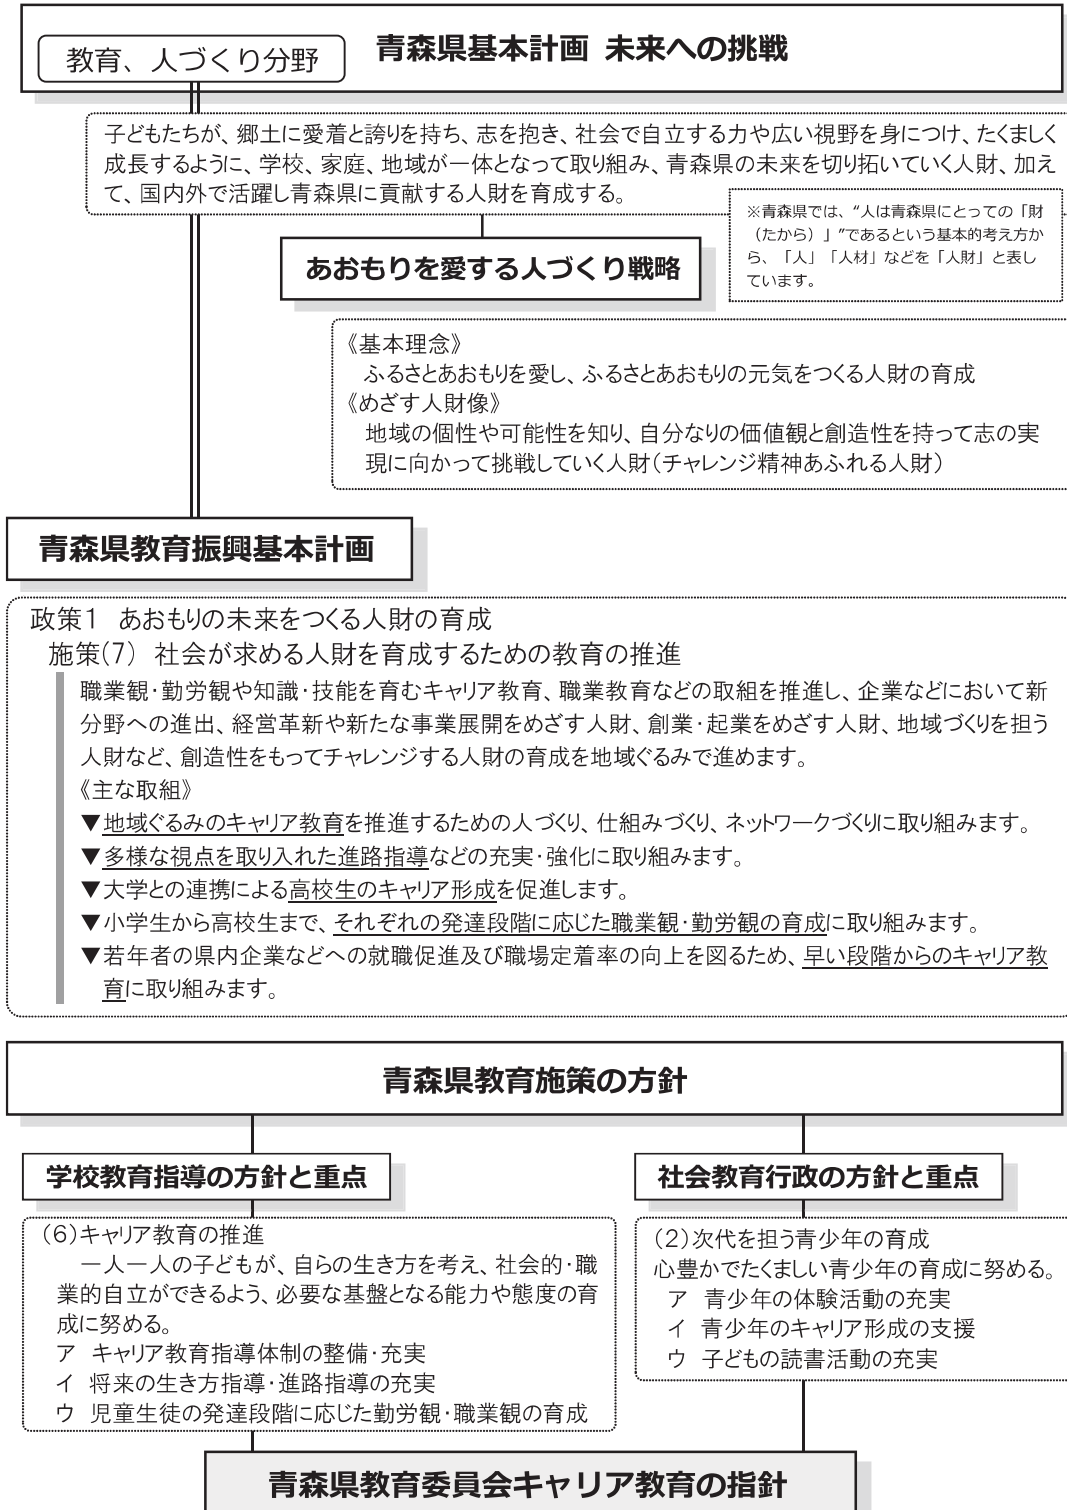 青森県基本計画 未来への挑戦
教育、人づくり分野
子どもたちが、郷土に愛着と誇りを持ち、志を抱き、社会で自立する力や広い視野を身につけ、たくましく
成長するように、学校、家庭、地域が一体となって取り組み、青森県の未来を切り拓いていく人財、加え
て、国内外で活躍し青森県に貢献する人財を育成する。
※青森県では、“人は青森県にとっての「財
（たから）」”であるという基本的考え方か
ら、「人」「人材」などを「人財」と表し
ています。
あおもりを愛する人づくり戦略
《基本理念》
ふるさとあおもりを愛し、ふるさとあおもりの元気をつくる人財の育成
《めざす人財像》
地域の個性や可能性を知り、自分なりの価値観と創造性を持って志の実
現に向かって挑戦していく人財（チャレンジ精神あふれる人財）
青森県教育振興基本計画
政策1 あおもりの未来をつくる人財の育成
施策(7) 社会が求める人財を育成するための教育の推進
職業観・勤労観や知識・技能を育むキャリア教育、職業教育などの取組を推進し、企業などにおいて新
分野への進出、経営革新や新たな事業展開をめざす人財、創業・起業をめざす人財、地域づくりを担う
人財など、創造性をもってチャレンジする人財の育成を地域ぐるみで進めます。
《主な取組》
▼地域ぐるみのキャリア教育を推進するための人づくり、仕組みづくり、ネットワークづくりに取り組みます。
▼多様な視点を取り入れた進路指導などの充実・強化に取り組みます。
▼大学との連携による高校生のキャリア形成を促進します。
▼小学生から高校生まで、それぞれの発達段階に応じた職業観・勤労観の育成に取り組みます。
▼若年者の県内企業などへの就職促進及び職場定着率の向上を図るため、早い段階からのキャリア教
育に取り組みます。
青森県教育施策の方針
学校教育指導の方針と重点
(6)キャリア教育の推進
一人一人の子どもが、自らの生き方を考え、社会的・職
業的自立ができるよう、必要な基盤となる能力や態度の育
成に努める。
ア キャリア教育指導体制の整備・充実
イ 将来の生き方指導・進路指導の充実
ウ 児童生徒の発達段階に応じた勤労観・職業観の育成
社会教育行政の方針と重点
(2)次代を担う青少年の育成
心豊かでたくましい青少年の育成に努める。
ア 青少年の体験活動の充実
イ 青少年のキャリア形成の支援
ウ 子どもの読書活動の充実
青森県教育委員会キャリア教育の指針